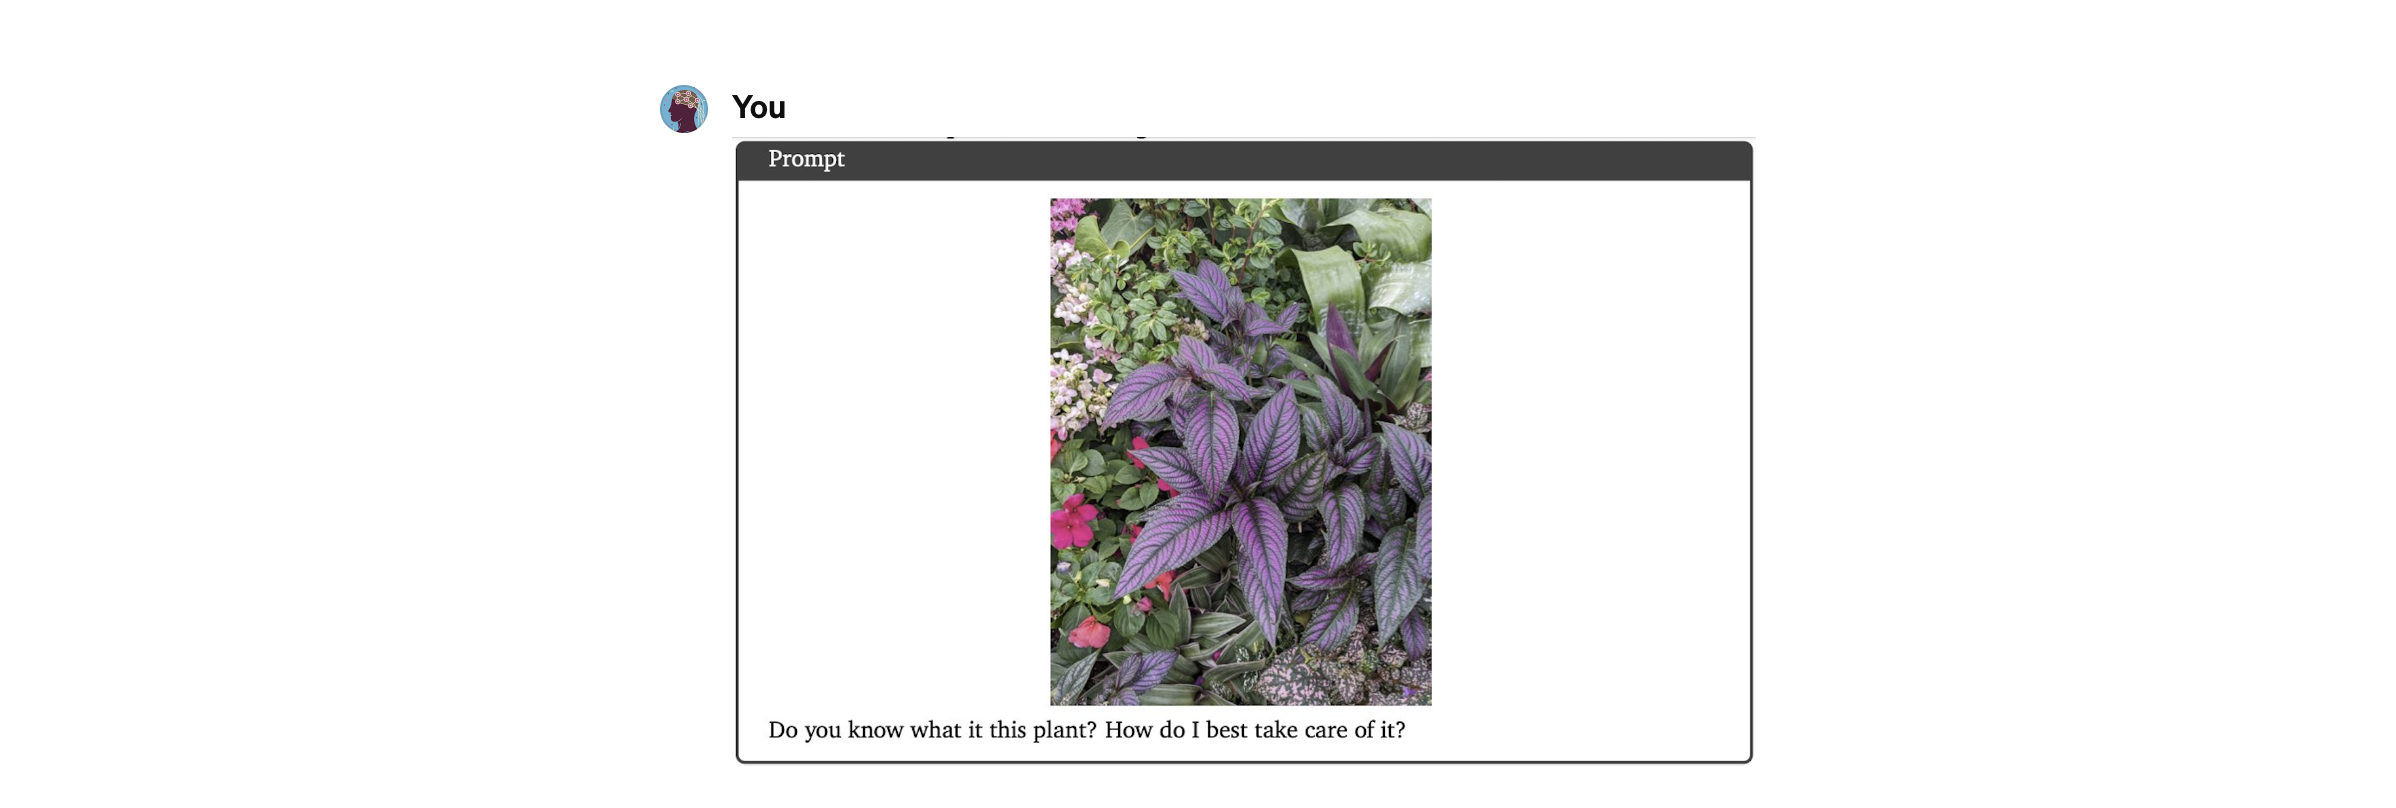 You
Prompt
Do you know what it this plant? How do I best take care of it?